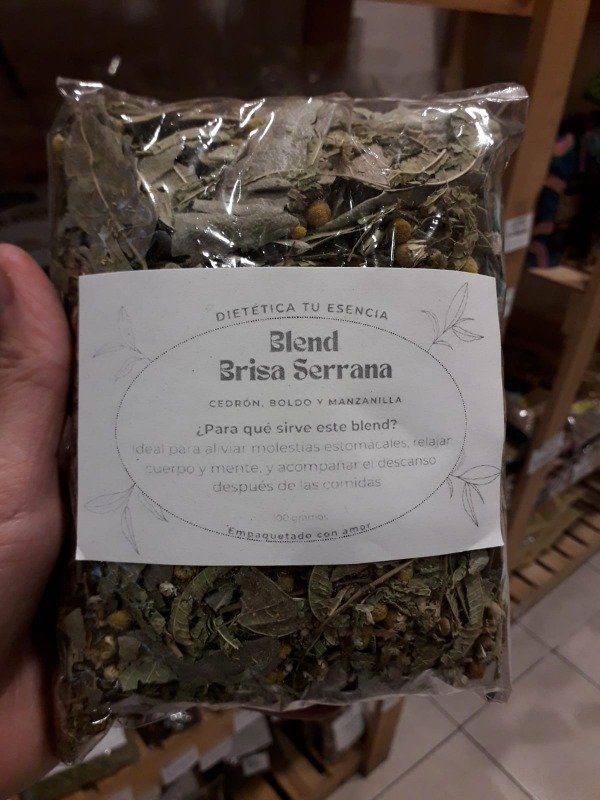 DIETÉTICA TU ESENCIA
Blend
Brisa Serrana
CEDRÓN, BOLDO Y MANZANILLA
¿Para qué sirve este blend?
Ideal para aliviar molestias estomacales, relajar
cuerpo y mente, y acompañar el descanso
después de las comidas
100 gramos
Empaquetado con amor